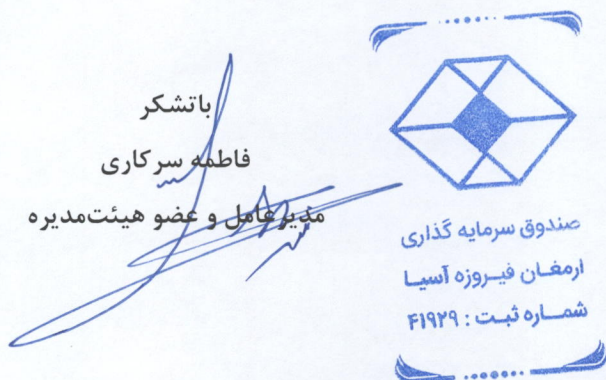 باتشکر
فاطمه سرکاری
مدیرعامل و عضو هیئت‌مدیره
صندوق سرمایه گذاری
ارمغان فیروزه آسیا
شماره ثبت : ۴۱۹۲۹